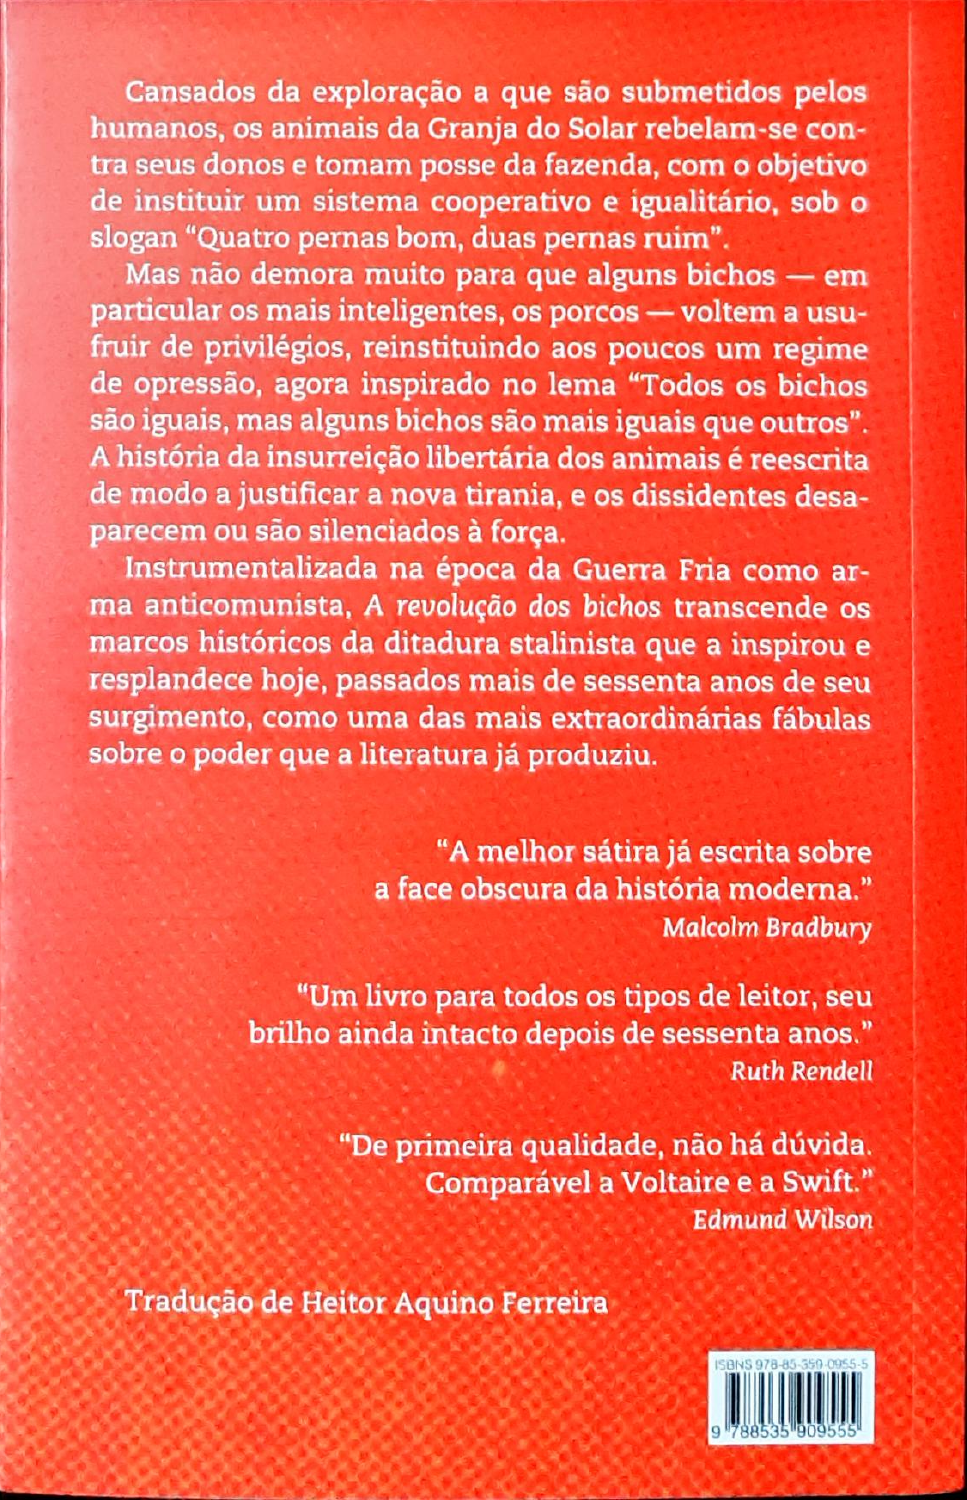 Cansados da exploração a que são submetidos pelos
humanos, os animais da Granja do Solar rebelam-se con-
tra seus donos e tomam posse da fazenda, com o objetivo
de instituir um sistema cooperativo e igualitário, sob o
slogan “Quatro pernas bom, duas pernas ruim”.
Mas não demora muito para que alguns bichos — em
particular os mais inteligentes, os porcos — voltem a usu-
fruir de privilégios, reinstituindo aos poucos um regime
de opressão, agora inspirado no lema “Todos os bichos
são iguais, mas alguns bichos são mais iguais que outros”.
A história da insurreição libertária dos animais é reescrita
de modo a justificar a nova tirania, e os dissidentes desa-
parecem ou são silenciados à força.
Instrumentalizada na época da Guerra Fria como ar-
ma anticomunista, A revolução dos bichos transcende os
marcos históricos da ditadura stalinista que a inspirou e
resplandece hoje, passados mais de sessenta anos de seu
surgimento, como uma das mais extraordinárias fábulas
sobre o poder que a literatura já produziu.
“A melhor sátira já escrita sobre
a face obscura da história moderna.”
Malcolm Bradbury
“Um livro para todos os tipos de leitor, seu
brilho ainda intacto depois de sessenta anos.”
Ruth Rendell
“De primeira qualidade, não há dúvida.
Comparável a Voltaire e a Swift.”
Edmund Wilson
Tradução de Heitor Aquino Ferreira
ISBNS 978-85-359-0955-5
9 788535 909555